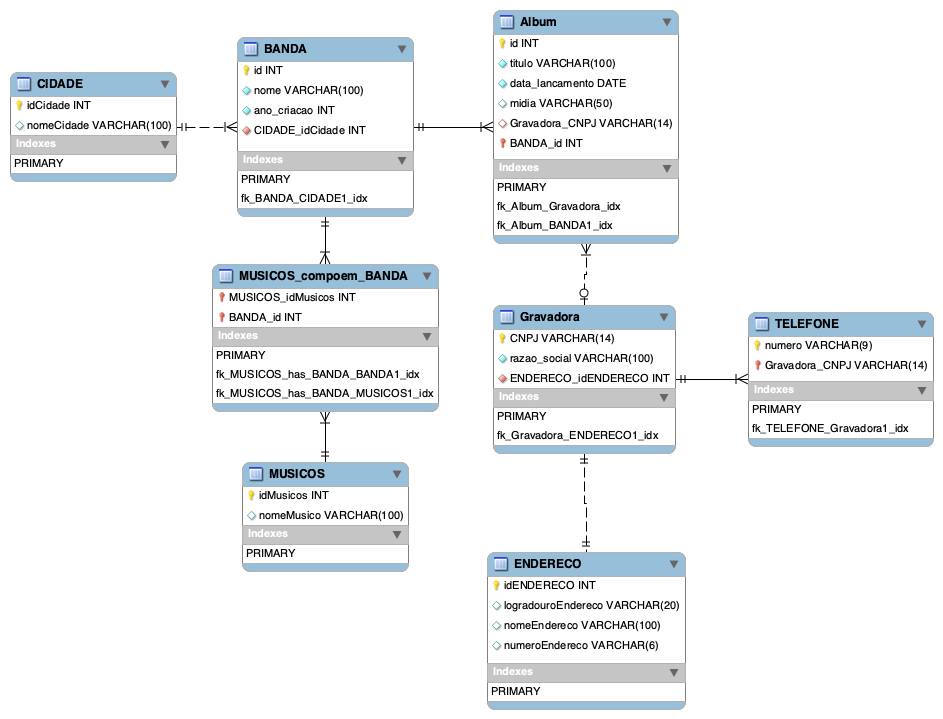 CIDADE
idCidade INT
nomeCidade VARCHAR(100)
Indexes
PRIMARY
BANDA
id INT
nome VARCHAR(100)
ano_criacao INT
CIDADE_idCidade INT
Indexes
PRIMARY
fk_BANDA_CIDADE1_idx
Album
id INT
titulo VARCHAR(100)
data_lancamento DATE
midia VARCHAR(50)
Gravadora_CNPJ VARCHAR(14)
BANDA_id INT
Indexes
PRIMARY
fk_Album_Gravadora_idx
fk_Album_BANDA1_idx
MUSICOS_compoem_BANDA
MUSICOS_idMusicos INT
BANDA_id INT
Indexes
PRIMARY
fk_MUSICOS_has_BANDA_BANDA1_idx
fk_MUSICOS_has_BANDA_MUSICOS1_idx
Gravadora
CNPJ VARCHAR(14)
razao_social VARCHAR(100)
ENDERECO_idENDERECO INT
Indexes
PRIMARY
fk_Gravadora_ENDERECO1_idx
TELEFONE
numero VARCHAR(9)
Gravadora_CNPJ VARCHAR(14)
Indexes
PRIMARY
fk_TELEFONE_Gravadora1_idx
MUSICOS
idMusicos INT
nomeMusico VARCHAR(100)
Indexes
PRIMARY
ENDERECO
idENDERECO INT
logradouroEndereco VARCHAR(20)
nomeEndereco VARCHAR(100)
numeroEndereco VARCHAR(6)
Indexes
PRIMARY